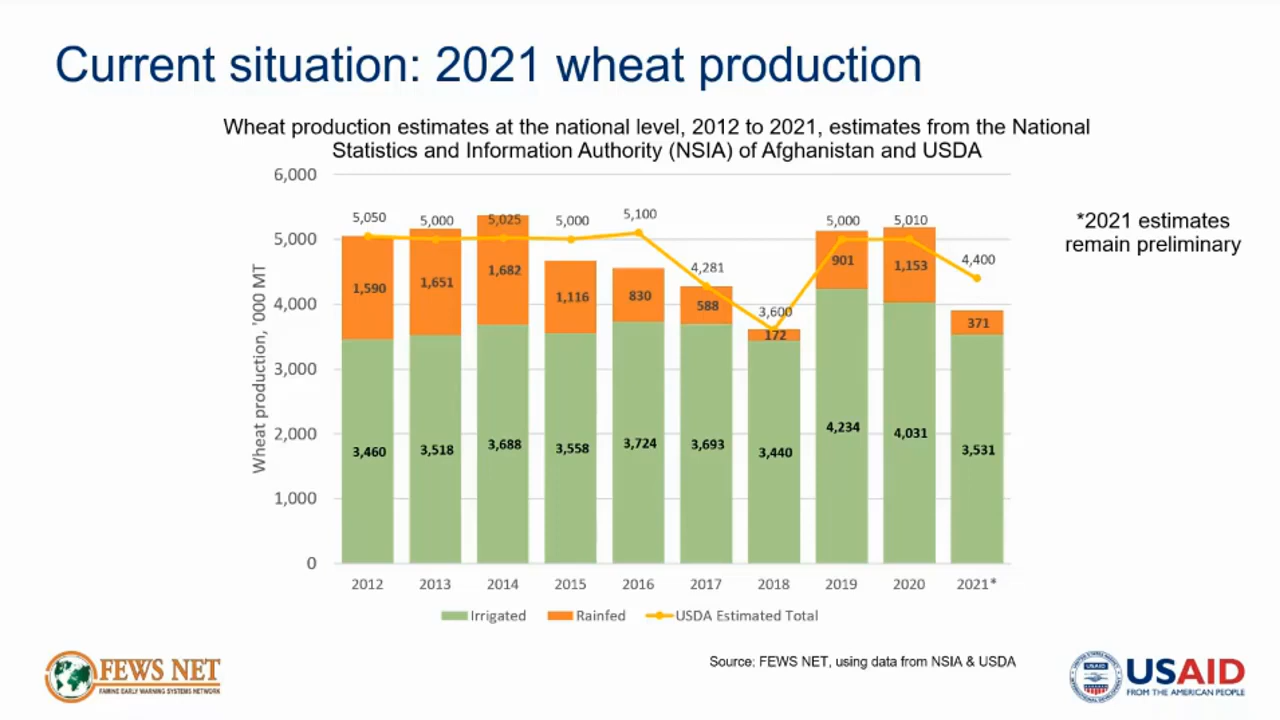 Current situation: 2021 wheat production
Wheat production estimates at the national level, 2012 to 2021, estimates from the National
Statistics and Information Authority (NSIA) of Afghanistan and USDA
*2021 estimates
remain preliminary
Wheat production, '000 MT
6,000
5,000
4,000
3,000
2,000
1,000
0
5,050
5,000
5,025
5,000
5,100
4,281
3,600
5,000
5,010
4,400
1,590
1,651
1,682
1,116
830
588
172
901
1,153
371
3,460
3,518
3,688
3,558
3,724
3,693
3,440
4,234
4,031
3,531
2012 2013 2014 2015 2016 2017 2018 2019 2020 2021*
Irrigated Rainfed USDA Estimated Total
Source: FEWS NET, using data from NSIA & USDA
FEWS NET
FAMINE EARLY WARNING SYSTEMS NETWORK
USAID
USAID
FROM THE AMERICAN PEOPLE